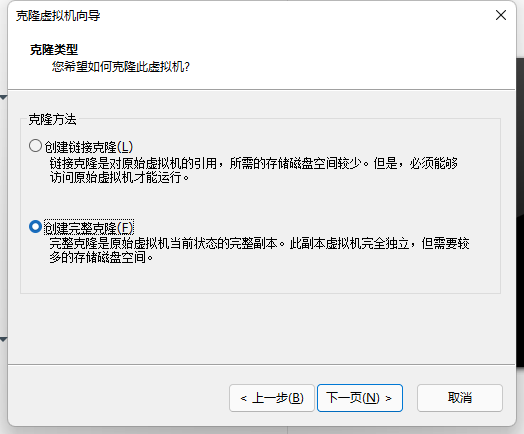 克隆虚拟机向导
克隆类型
您希望如何克隆此虚拟机?
克隆方法
创建链接克隆(L)
链接克隆是对原始虚拟机的引用，所需的存储磁盘空间较少。但是，必须能够
访问原始虚拟机才能运行。
创建完整克隆(F)
完整克隆是原始虚拟机当前状态的完整副本。此副本虚拟机完全独立，但需要较
多的存储磁盘空间。
< 上一步(B) 下一页(N) > 取消